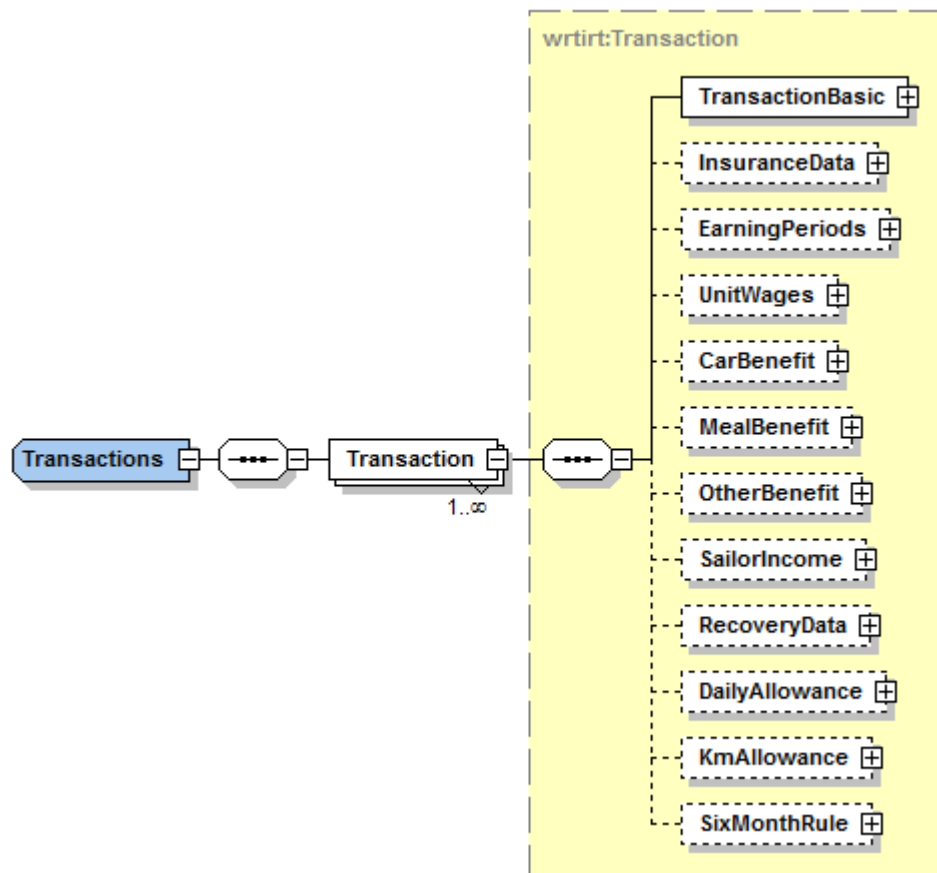 wrtirt:Transaction
TransactionBasic
InsuranceData
EarningPeriods
UnitWages
CarBenefit
MealBenefit
Transactions
Transaction
1..∞
OtherBenefit
SailorIncome
RecoveryData
DailyAllowance
KmAllowance
SixMonthRule